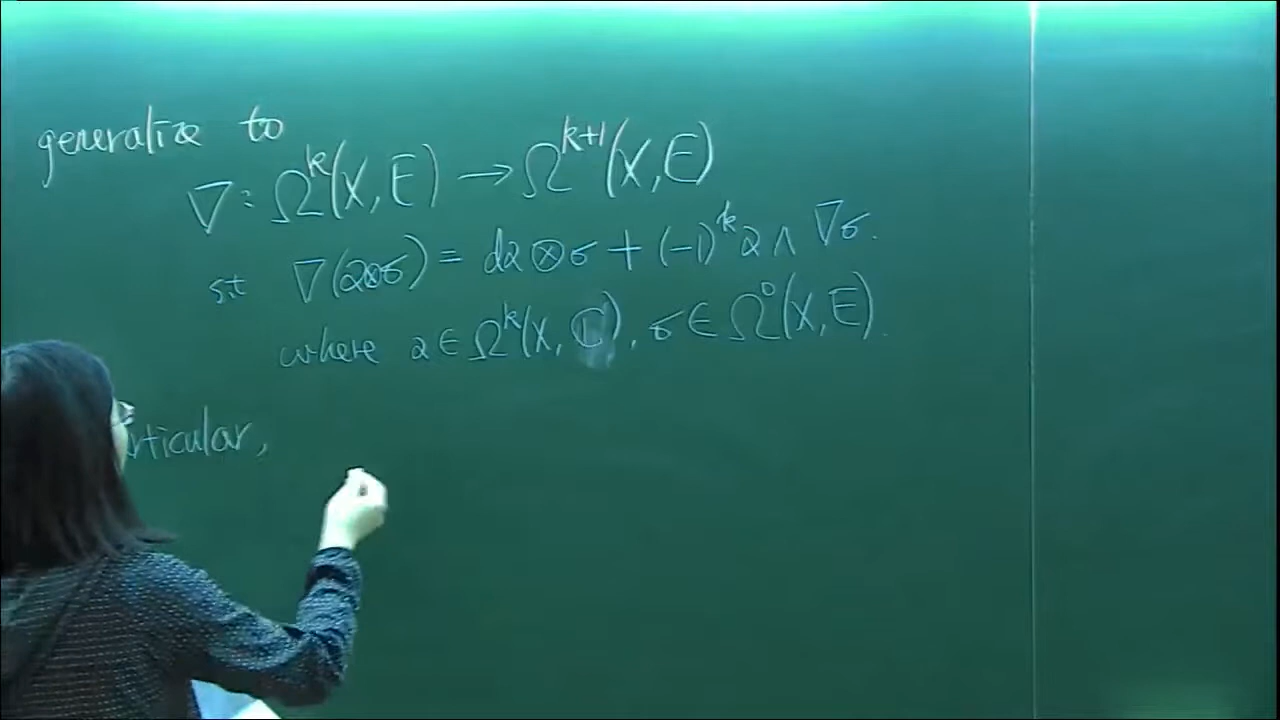 generalize to
∇: Ω^k(X, E) → Ω^{k+1}(X, E)
s.t ∇(α⊗σ) = dα ⊗ σ + (-1)^k α ∧ ∇σ.
where α ∈ Ω^k(X, ℂ), σ ∈ Ω^0(X, E).
rticular,